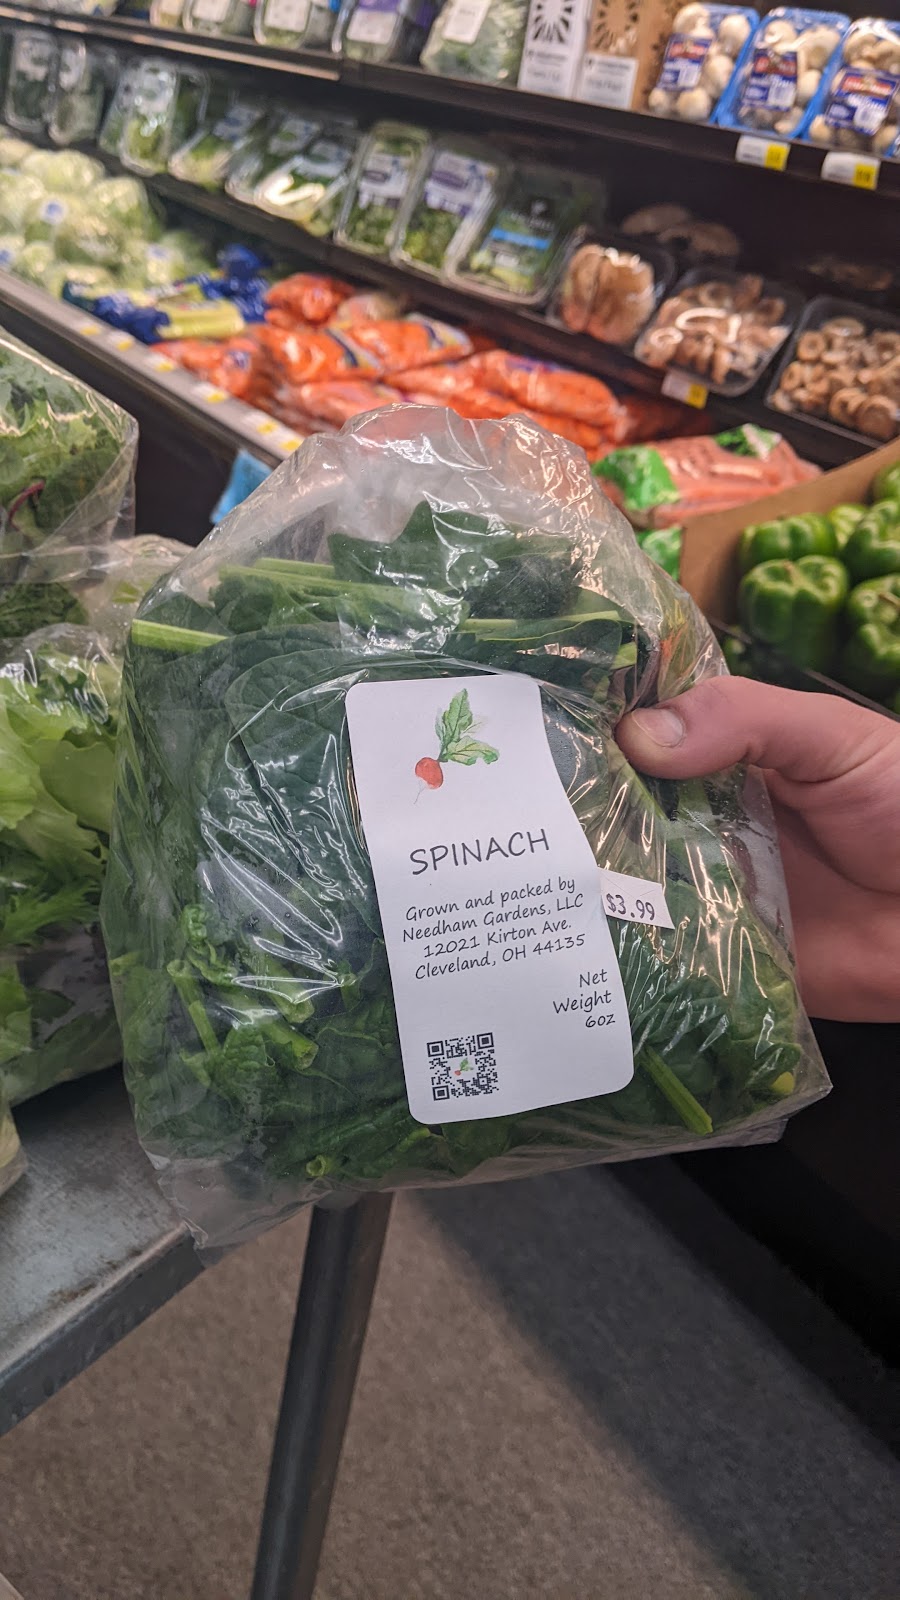 SPINACH
Grown and packed by
Needham Gardens, LLC
12021 Kirton Ave.
Cleveland, OH 44135
Net
Weight
6oz
$3.99